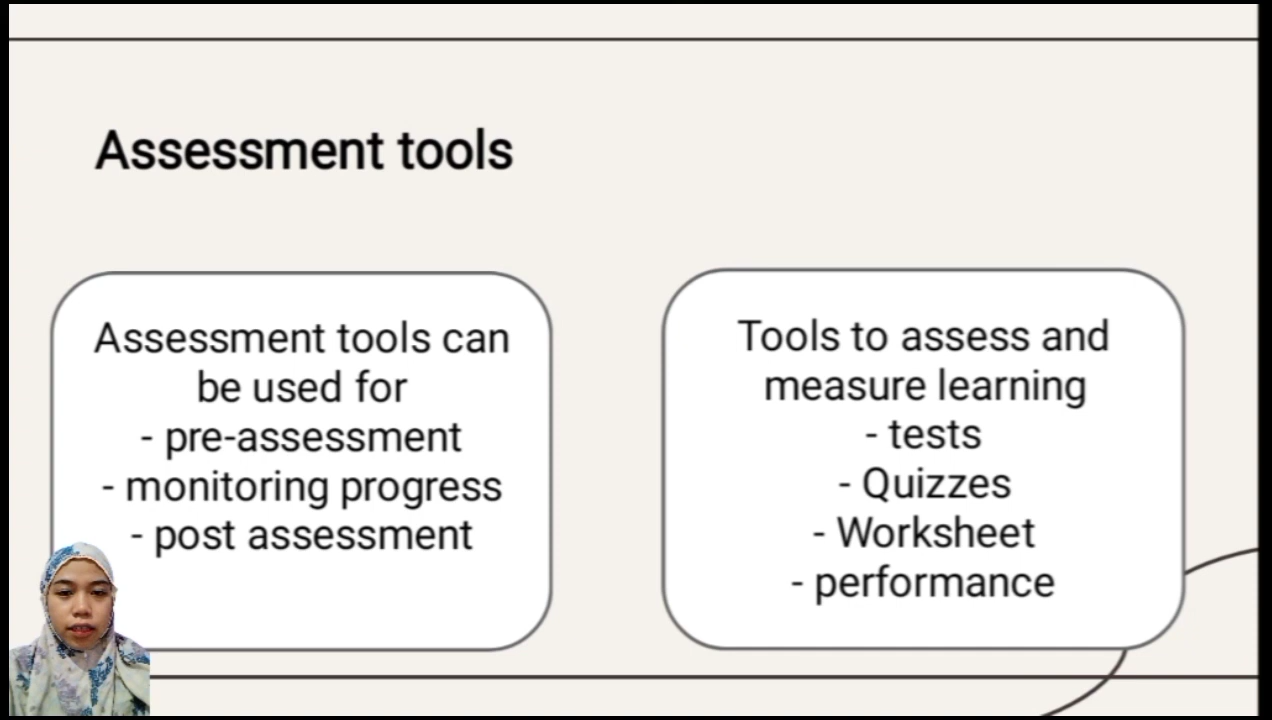 Assessment tools
Assessment tools can
be used for
- pre-assessment
- monitoring progress
- post assessment
Tools to assess and
measure learning
- tests
- Quizzes
- Worksheet
- performance